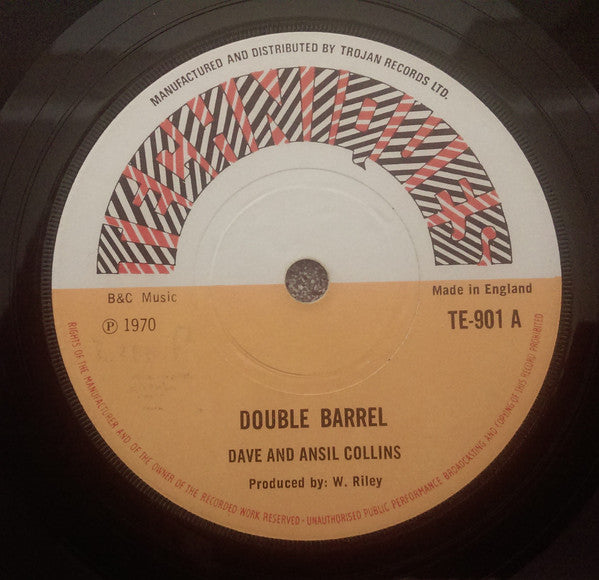 MANUFACTURED AND DISTRIBUTED BY TROJAN RECORDS LTD.
TECHNIQUES
B&C Music
Made in England
℗ 1970
TE-901 A
DOUBLE BARREL
DAVE AND ANSIL COLLINS
Produced by: W. Riley
RIGHTS OF THE MANUFACTURER AND OF THE OWNER OF THE RECORDED WORK RESERVED - UNAUTHORISED PUBLIC PERFORMANCE BROADCASTING AND COPYING OF THIS RECORD PROHIBITED